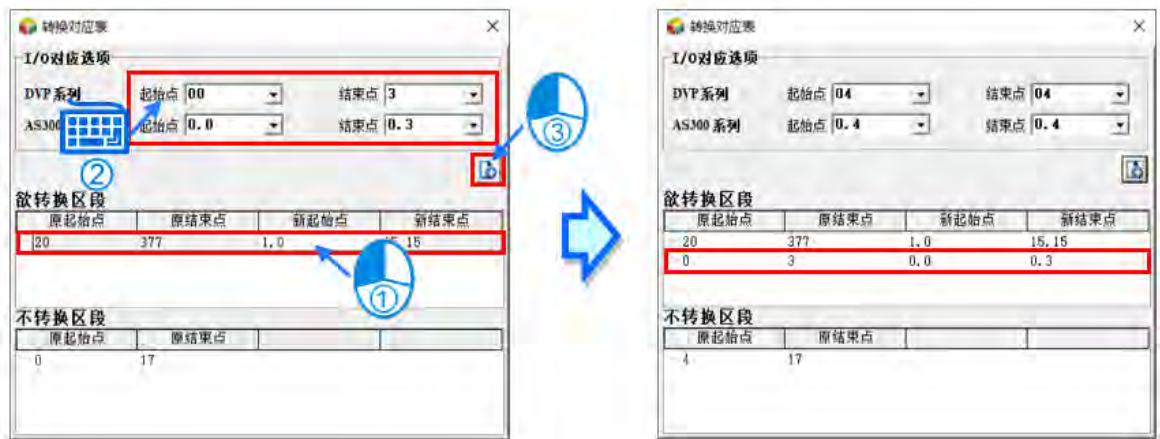 转换对应表
I/O对应选项
DVP系列 起始点 00 结束点 3
AS300 起始点 0.0 结束点 0.3
②
③
欲转换区段
原起始点 原结束点 新起始点 新结束点
20 377 1.0 15.15
①
不转换区段
原起始点 原结束点
0 17
转换对应表
I/O对应选项
DVP系列 起始点 04 结束点 04
AS300系列 起始点 0.4 结束点 0.4
欲转换区段
原起始点 原结束点 新起始点 新结束点
20 377 1.0 15.15
0 3 0.0 0.3
不转换区段
原起始点 原结束点
4 17